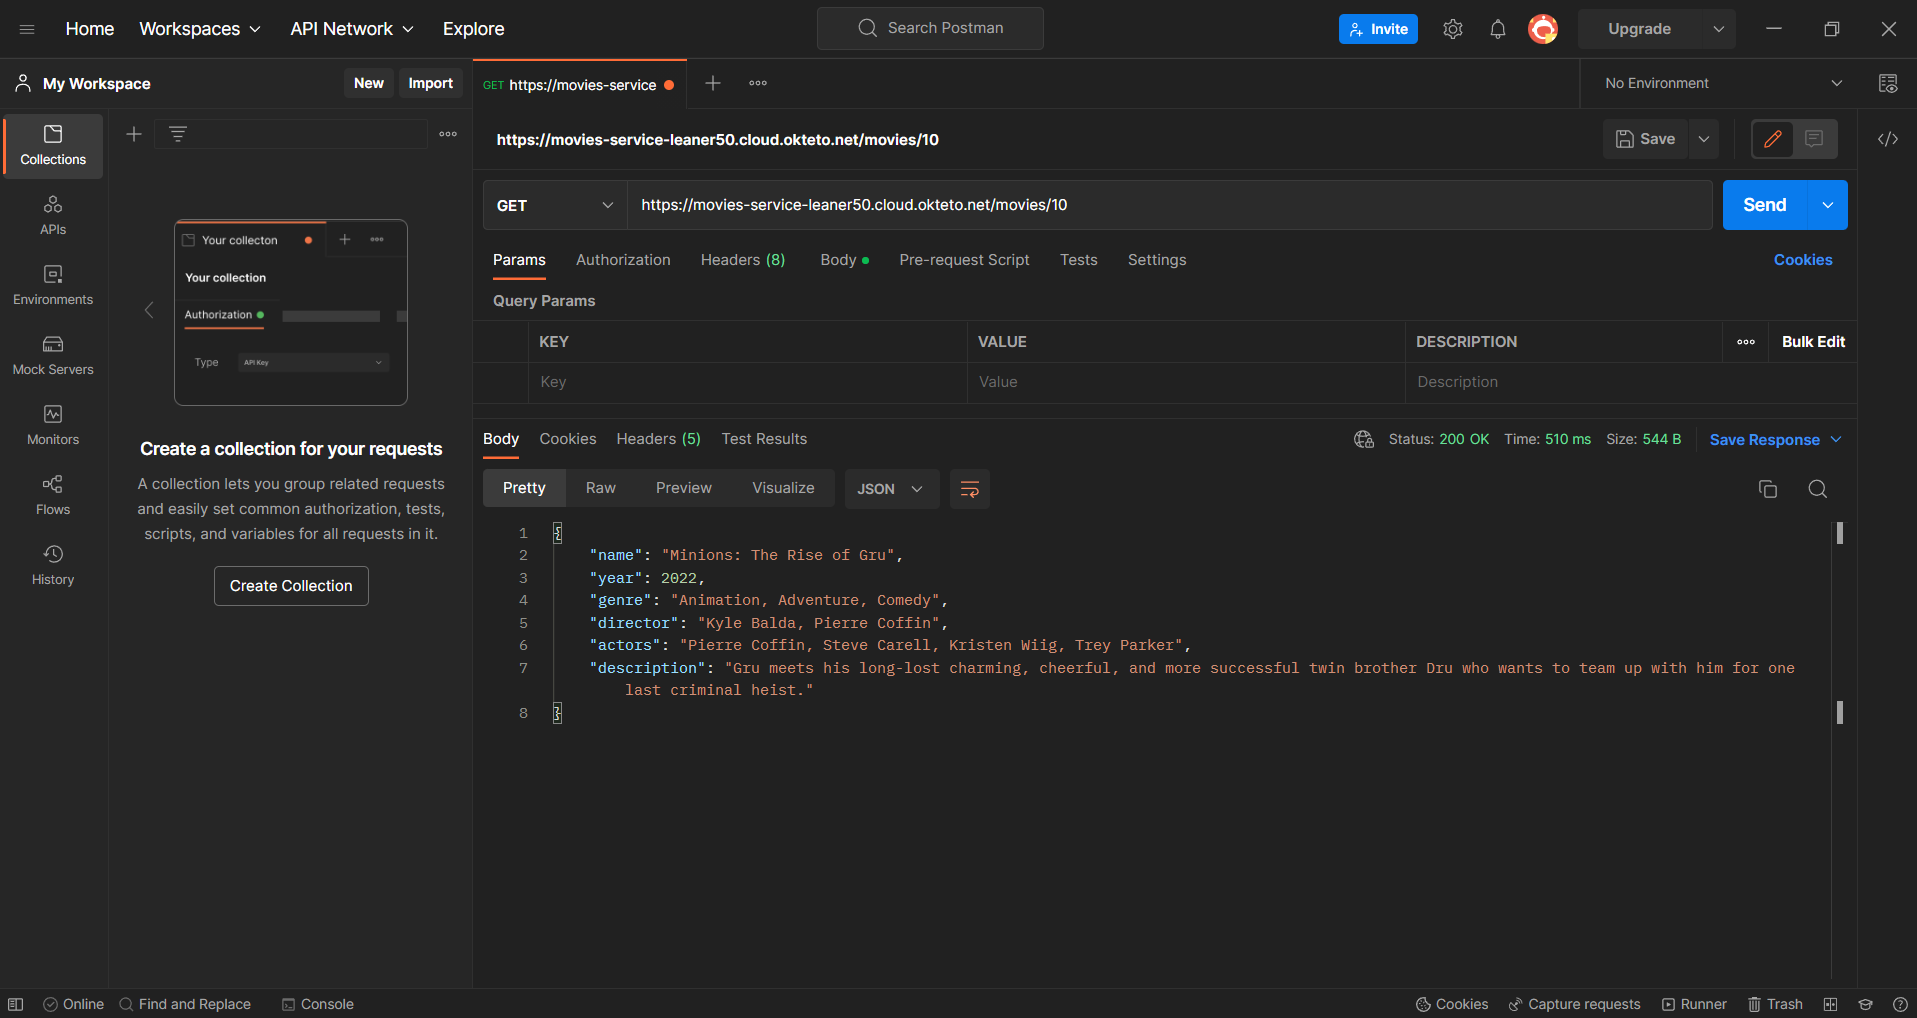 Home Workspaces API Network Explore Search Postman Invite Upgrade
My Workspace New Import GET https://movies-service No Environment
Collections
APIs
Environments
Mock Servers
Monitors
Flows
History
Your collecton
Your collection
Authorization
Type API Key
Create a collection for your requests
A collection lets you group related requests
and easily set common authorization, tests,
scripts, and variables for all requests in it.
Create Collection
https://movies-service-leaner50.cloud.okteto.net/movies/10 Save
GET https://movies-service-leaner50.cloud.okteto.net/movies/10 Send
Params Authorization Headers (8) Body Pre-request Script Tests Settings Cookies
Query Params
KEY VALUE DESCRIPTION Bulk Edit
Key Value Description
Body Cookies Headers (5) Test Results Status: 200 OK Time: 510 ms Size: 544 B Save Response
Pretty Raw Preview Visualize JSON
1 {
2 "name": "Minions: The Rise of Gru",
3 "year": 2022,
4 "genre": "Animation, Adventure, Comedy",
5 "director": "Kyle Balda, Pierre Coffin",
6 "actors": "Pierre Coffin, Steve Carell, Kristen Wiig, Trey Parker",
7 "description": "Gru meets his long-lost charming, cheerful, and more successful twin brother Dru who wants to team up with him for one
last criminal heist."
8 }
Online Find and Replace Console Cookies Capture requests Runner Trash